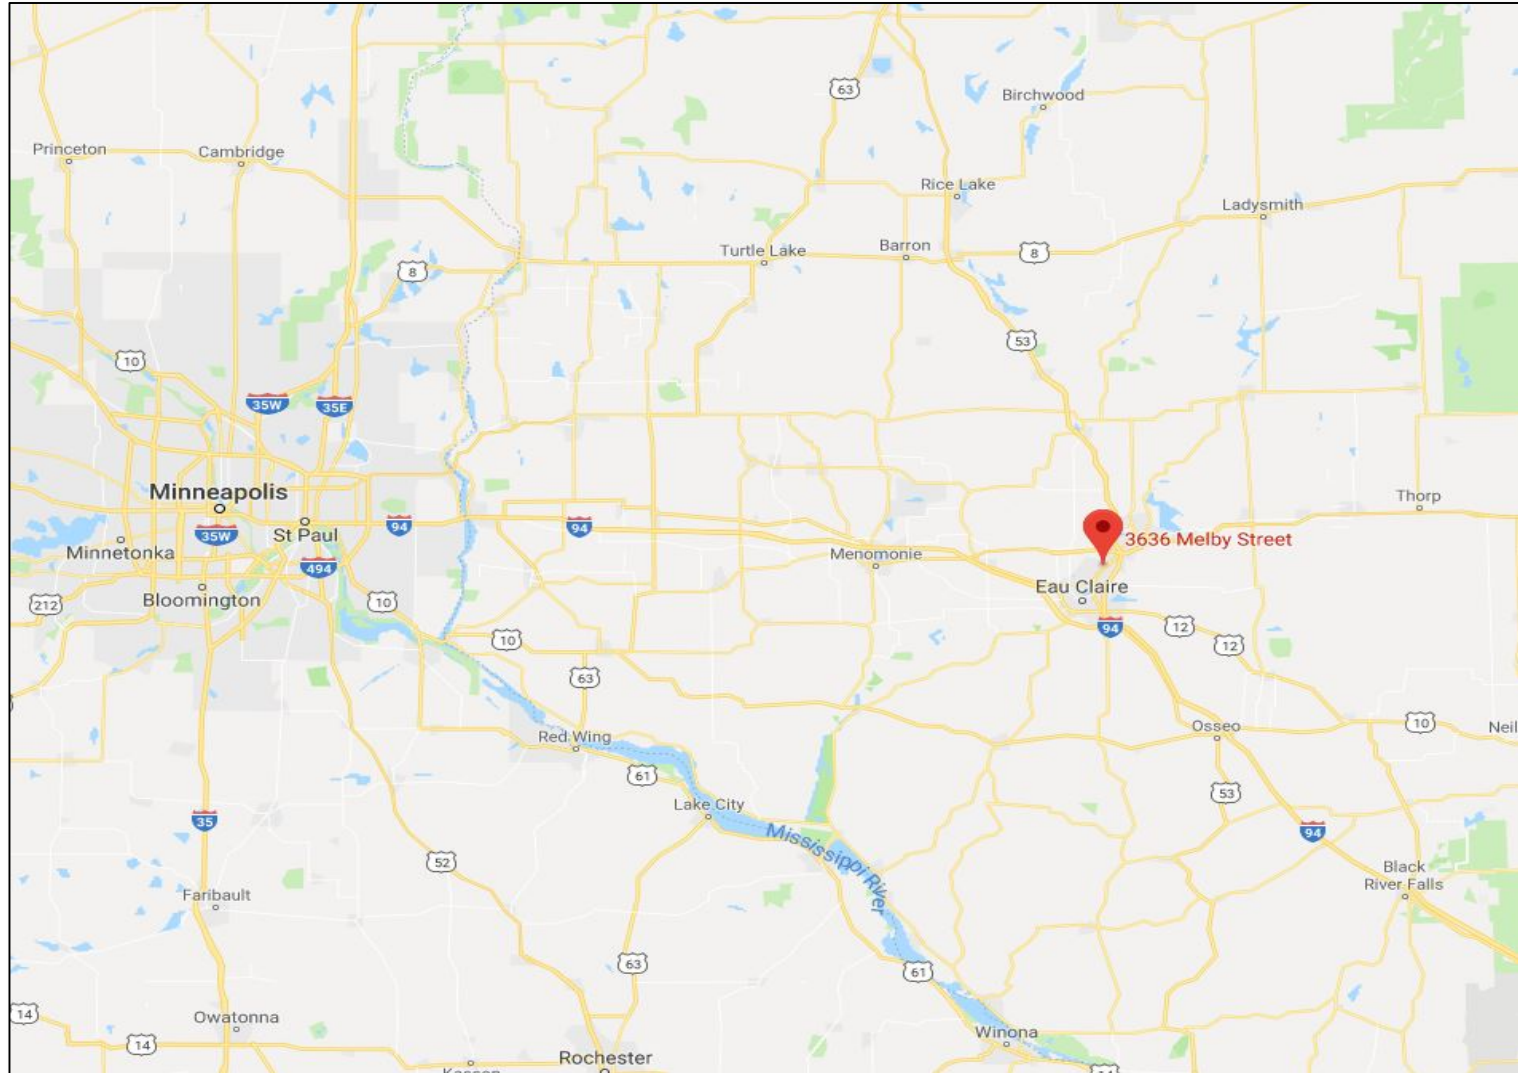 63
Birchwood
Princeton
Cambridge
Rice Lake
Ladysmith
Turtle Lake
Barron
8
8
53
10
35W
35E
Minneapolis
Thorp
94
94
35W
St Paul
3636 Melby Street
Minnetonka
Menomonie
494
Eau Claire
212
Bloomington
10
94
12
10
12
63
Osseo
10
Neil
Red Wing
61
53
Lake City
35
94
Mississippi River
52
Black
River Falls
Faribault
63
61
14
Owatonna
Winona
14
Rochester
Kasson
14